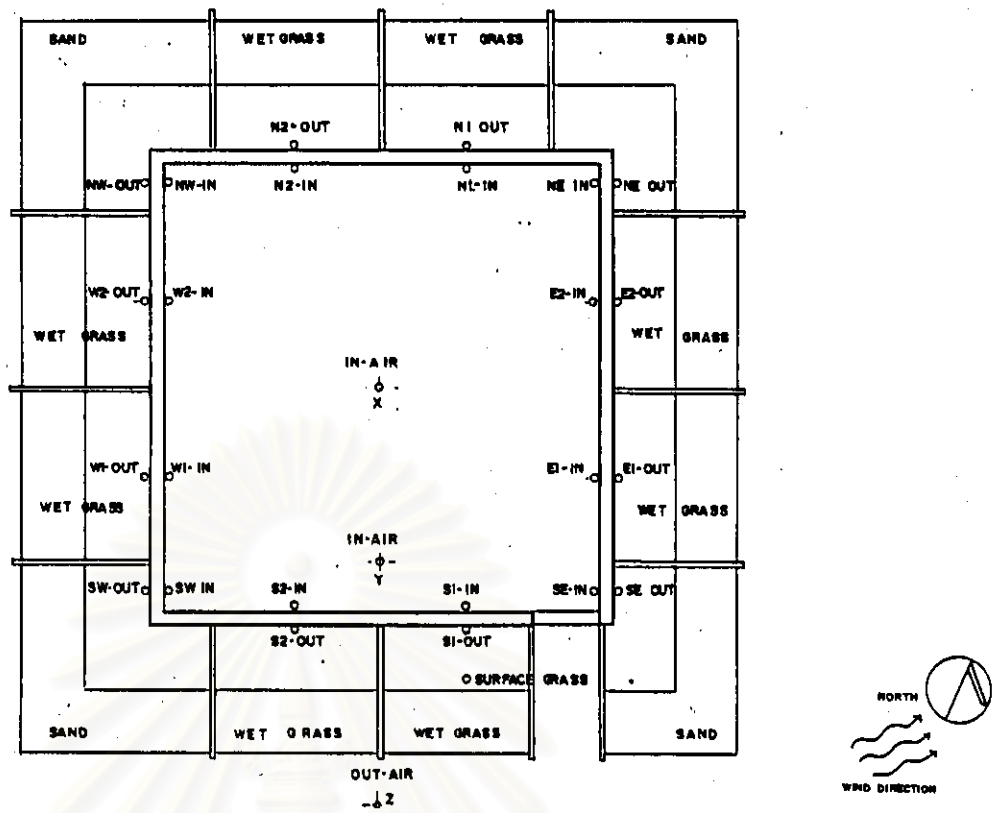 SAND WET GRASS WET GRASS SAND
N2-OUT N1 OUT
NW-OUT NW-IN N2-IN N1-IN NE IN NE OUT
W2-OUT W2-IN E2-IN E2-OUT
WET GRASS WET GRASS
IN-AIR
X
W1-OUT W1-IN E1-IN E1-OUT
WET GRASS WET GRASS
IN-AIR
Y
SW-OUT SW IN S2-IN S1-IN SE-IN SE OUT
S2-OUT S1-OUT
SURFACE GRASS
NORTH
SAND WET GRASS WET GRASS SAND
OUT-AIR
Z
WIND DIRECTION